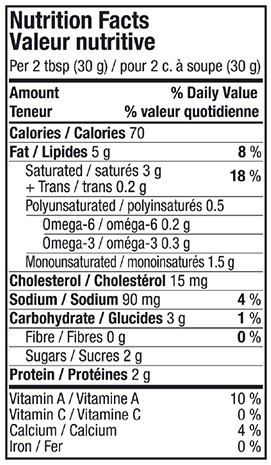 Nutrition Facts
Valeur nutritive
Per 2 tbsp (30 g) / pour 2 c. à soupe (30 g)
Amount % Daily Value
Teneur % valeur quotidienne
Calories / Calories 70
Fat / Lipides 5 g 8 %
Saturated / saturés 3 g
+ Trans / trans 0.2 g 18 %
Polyunsaturated / polyinsaturés 0.5
Omega-6 / oméga-6 0.2 g
Omega-3 / oméga-3 0.3 g
Monounsaturated / monoinsaturés 1.5 g
Cholesterol / Cholestérol 15 mg
Sodium / Sodium 90 mg 4 %
Carbohydrate / Glucides 3 g 1 %
Fibre / Fibres 0 g 0 %
Sugars / Sucres 2 g
Protein / Protéines 2 g
Vitamin A / Vitamine A 10 %
Vitamin C / Vitamine C 0 %
Calcium / Calcium 4 %
Iron / Fer 0 %